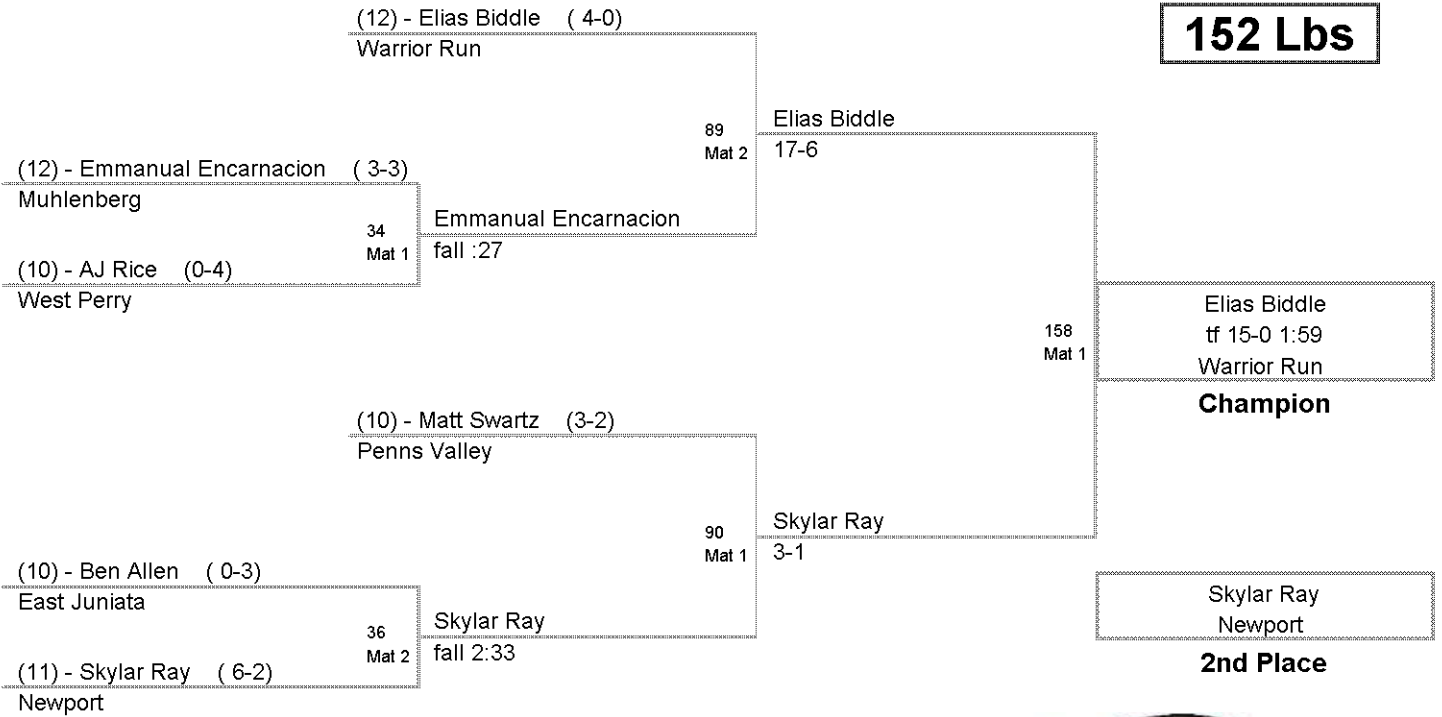 (12) - Elias Biddle ( 4-0)
Warrior Run
152 Lbs
89
Mat 2
Elias Biddle
17-6
(12) - Emmanual Encarnacion ( 3-3)
Muhlenberg
34
Mat 1
Emmanual Encarnacion
fall :27
(10) - AJ Rice (0-4)
West Perry
158
Mat 1
Elias Biddle
tf 15-0 1:59
Warrior Run
Champion
(10) - Matt Swartz (3-2)
Penns Valley
90
Mat 1
Skylar Ray
3-1
(10) - Ben Allen ( 0-3)
East Juniata
36
Mat 2
Skylar Ray
fall 2:33
(11) - Skylar Ray ( 6-2)
Newport
Skylar Ray
Newport
2nd Place